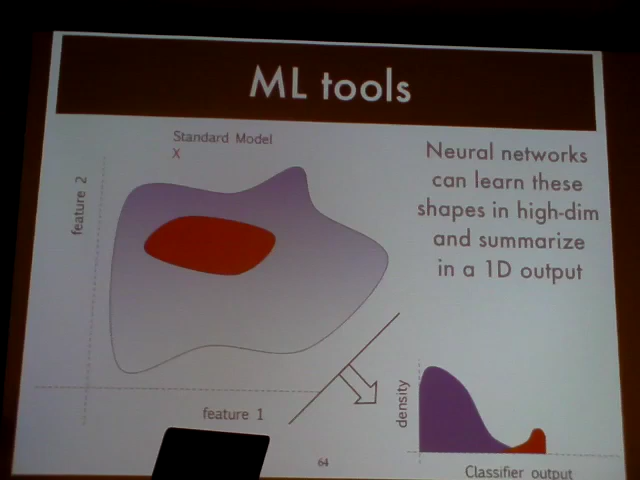 ML tools
Standard Model
X
feature 2
feature 1
Neural networks
can learn these
shapes in high-dim
and summarize
in a 1D output
density
Classifier output
64